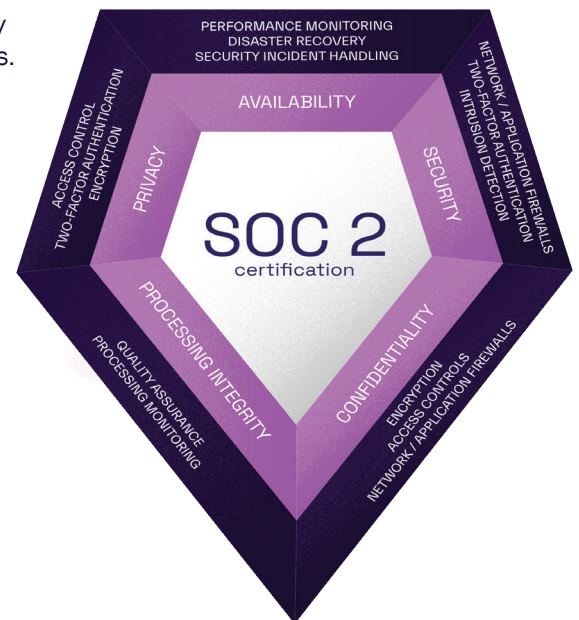 y
s.
PERFORMANCE MONITORING
DISASTER RECOVERY
SECURITY INCIDENT HANDLING
AVAILABILITY
ACCESS CONTROL
TWO-FACTOR AUTHENTICATION
ENCRYPTION
PRIVACY
NETWORK / APPLICATION FIREWALLS
TWO-FACTOR AUTHENTICATION
INTRUSION DETECTION
SECURITY
SOC 2
certification
PROCESSING INTEGRITY
QUALITY ASSURANCE
PROCESSING MONITORING
CONFIDENTIALITY
ENCRYPTION
ACCESS CONTROLS
NETWORK / APPLICATION FIREWALLS